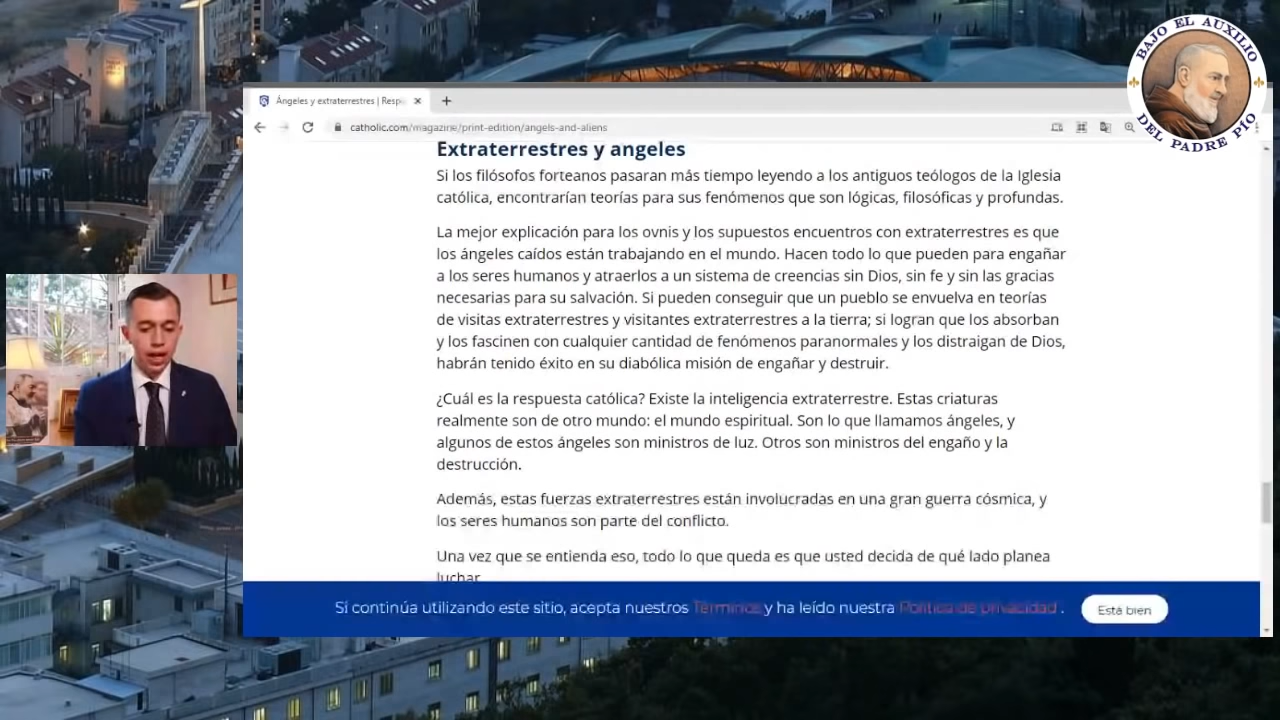 BAJO EL AUXILIO
DEL PADRE PÍO
Ángeles y extraterrestres | Resp
catholic.com/magazine/print-edition/angels-and-aliens
Extraterrestres y angeles
Si los filósofos forteanos pasaran más tiempo leyendo a los antiguos teólogos de la Iglesia
católica, encontrarían teorías para sus fenómenos que son lógicas, filosóficas y profundas.
La mejor explicación para los ovnis y los supuestos encuentros con extraterrestres es que
los ángeles caídos están trabajando en el mundo. Hacen todo lo que pueden para engañar
a los seres humanos y atraerlos a un sistema de creencias sin Dios, sin fe y sin las gracias
necesarias para su salvación. Si pueden conseguir que un pueblo se envuelva en teorías
de visitas extraterrestres y visitantes extraterrestres a la tierra; si logran que los absorban
y los fascinen con cualquier cantidad de fenómenos paranormales y los distraigan de Dios,
habrán tenido éxito en su diabólica misión de engañar y destruir.
¿Cuál es la respuesta católica? Existe la inteligencia extraterrestre. Estas criaturas
realmente son de otro mundo: el mundo espiritual. Son lo que llamamos ángeles, y
algunos de estos ángeles son ministros de luz. Otros son ministros del engaño y la
destrucción.
Además, estas fuerzas extraterrestres están involucradas en una gran guerra cósmica, y
los seres humanos son parte del conflicto.
Una vez que se entienda eso, todo lo que queda es que usted decida de qué lado planea
luchar
Si continúa utilizando este sitio, acepta nuestros Términos y ha leído nuestra Política de privacidad .
Está bien